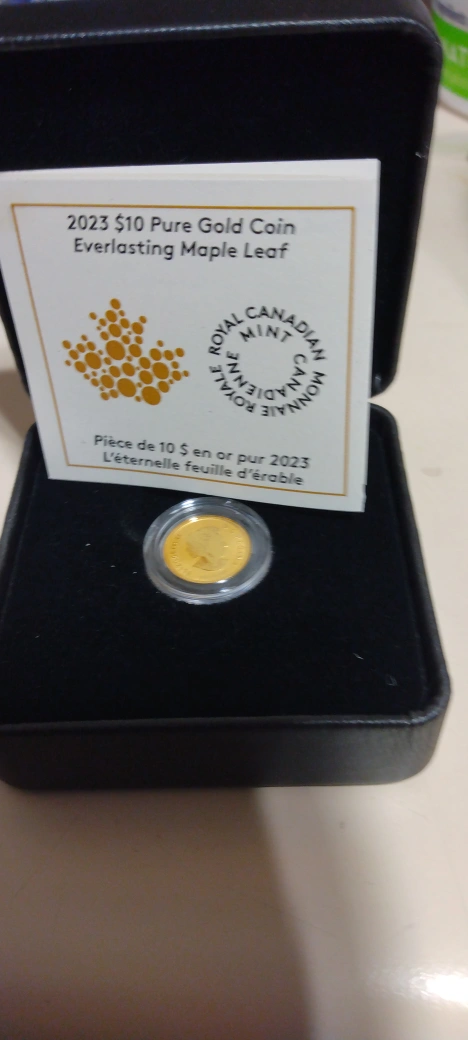 2023 $10 Pure Gold Coin
Everlasting Maple Leaf
ROYAL CANADIAN MINT
MONNAIE ROYALE CANADIENNE
Pièce de 10 $ en or pur 2023
L'éternelle feuille d'érable